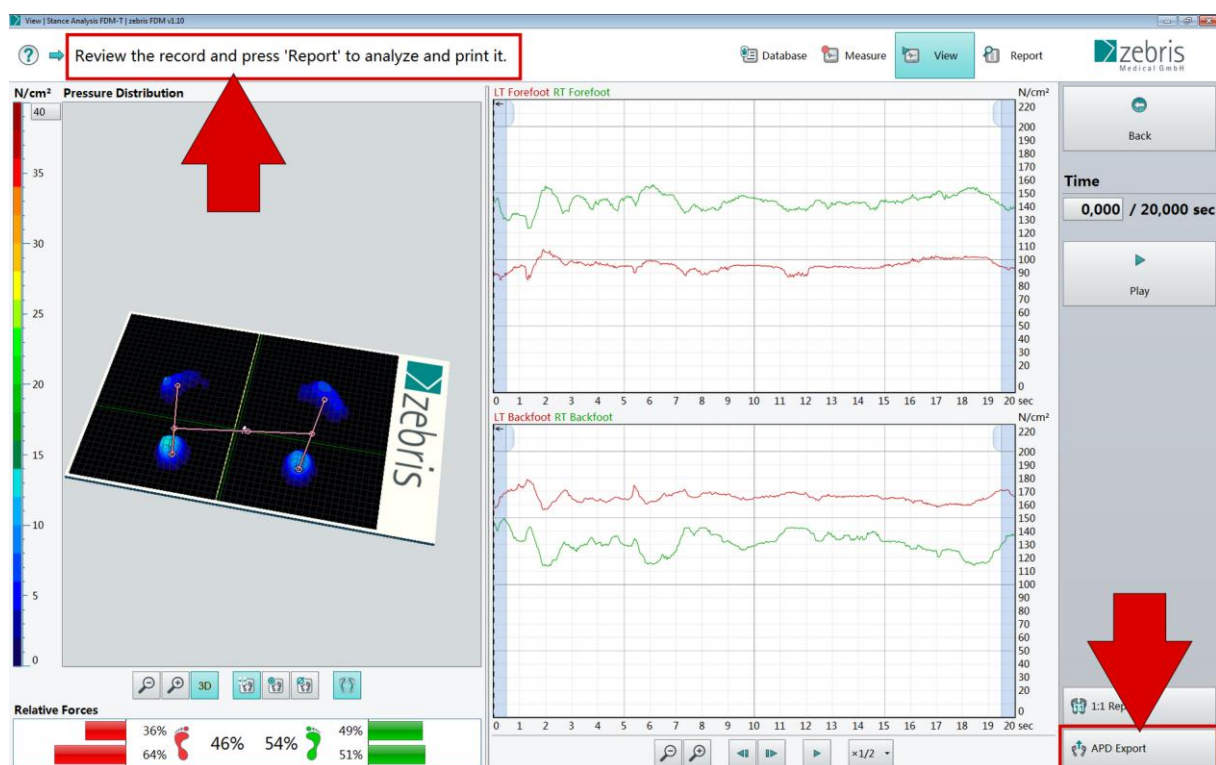 View | Stance Analysis FDM-T | zebris FDM v1.10
? Review the record and press 'Report' to analyze and print it.
Database Measure View Report
zebris
Medical GmbH
N/cm² Pressure Distribution
40
35
30
25
20
15
10
5
0
zebris
3D
Relative Forces
36% 46% 54% 49%
64% 51%
LT Forefoot RT Forefoot N/cm²
220
200
190
180
170
160
150
140
130
120
110
100
90
80
70
60
50
40
30
20
0
0 1 2 3 4 5 6 7 8 9 10 11 12 13 14 15 16 17 18 19 20 sec
LT Backfoot RT Backfoot N/cm²
220
200
190
180
170
160
150
140
130
120
110
100
90
80
70
60
50
40
30
20
0
0 1 2 3 4 5 6 7 8 9 10 11 12 13 14 15 16 17 18 19 20 sec
×1/2
Back
Time
0,000 / 20,000 sec
Play
1:1 Rep
APD Export